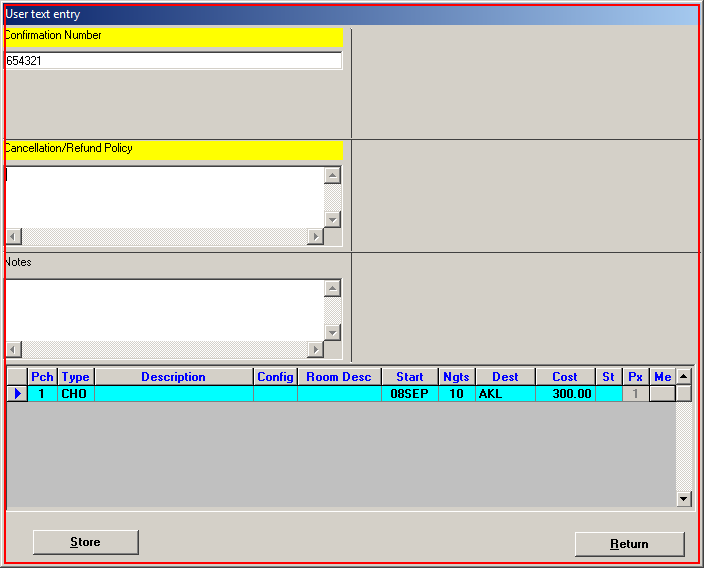 User text entry
Confirmation Number
654321
Cancellation/Refund Policy
Notes
Pch Type Description Config Room Desc Start Ngts Dest Cost St Px Me
1 CHO 08SEP 10 AKL 300.00 1
Store
Return